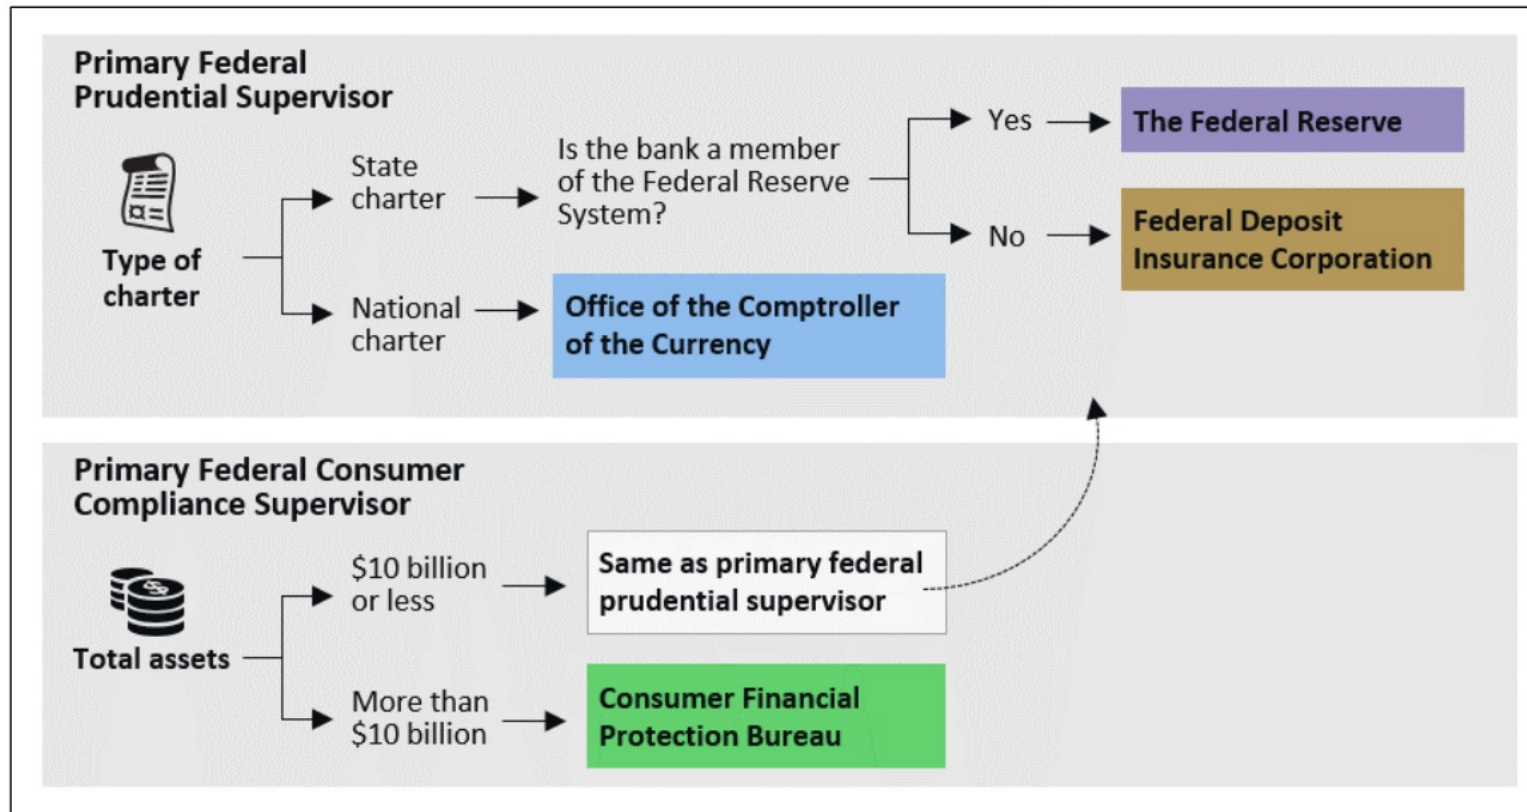 Primary Federal
Prudential Supervisor
Type of
charter
State
charter
Is the bank a member
of the Federal Reserve
System?
Yes
The Federal Reserve
No
Federal Deposit
Insurance Corporation
National
charter
Office of the Comptroller
of the Currency
Primary Federal Consumer
Compliance Supervisor
Total assets
$10 billion
or less
Same as primary federal
prudential supervisor
More than
$10 billion
Consumer Financial
Protection Bureau